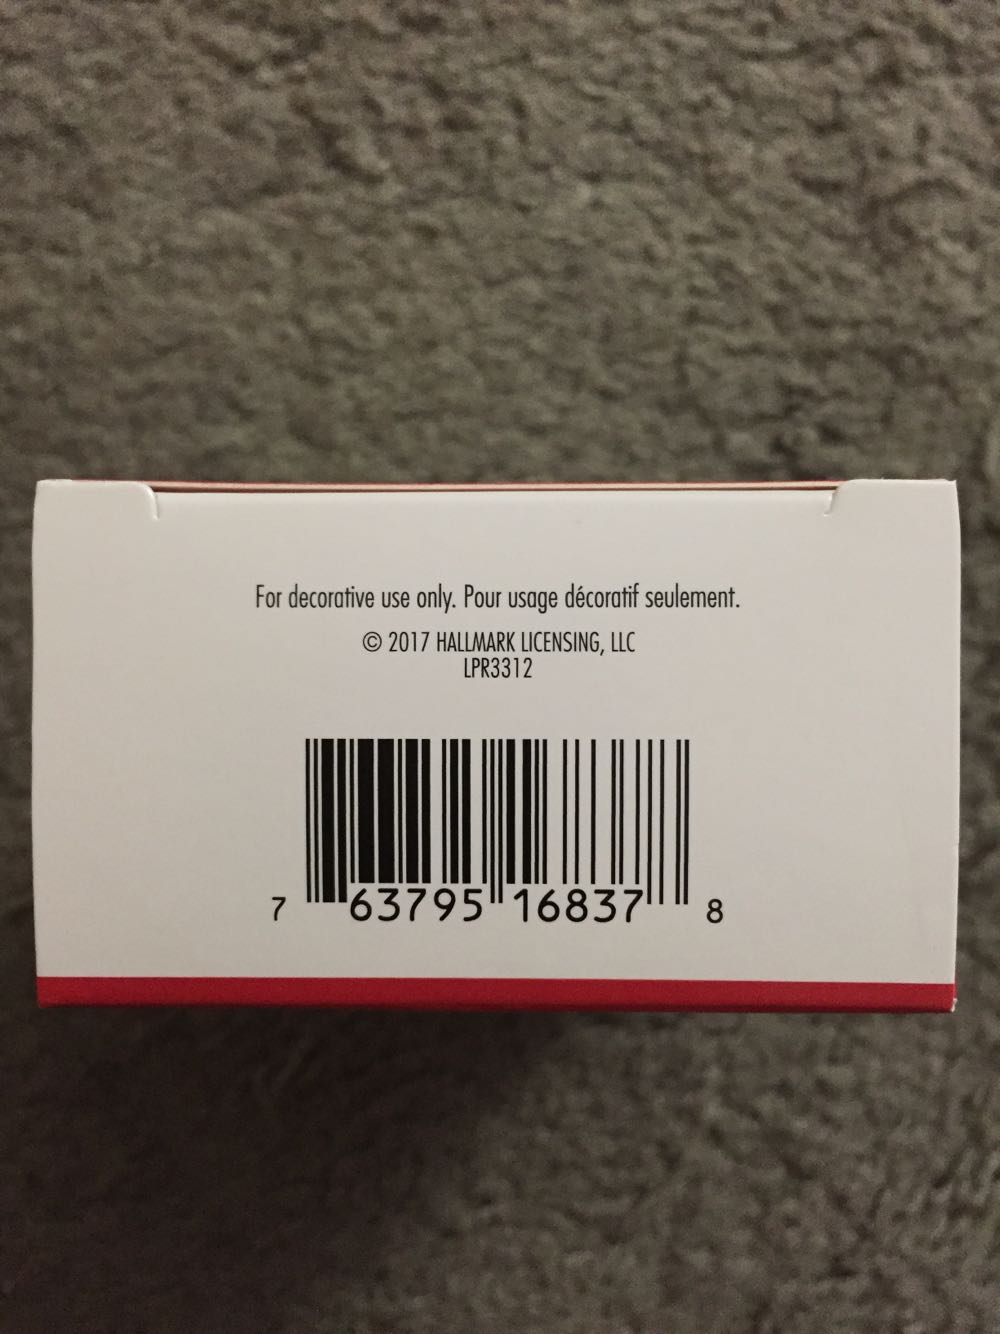 For decorative use only. Pour usage décoratif seulement.
© 2017 HALLMARK LICENSING, LLC
LPR3312
7 63795 16837 8